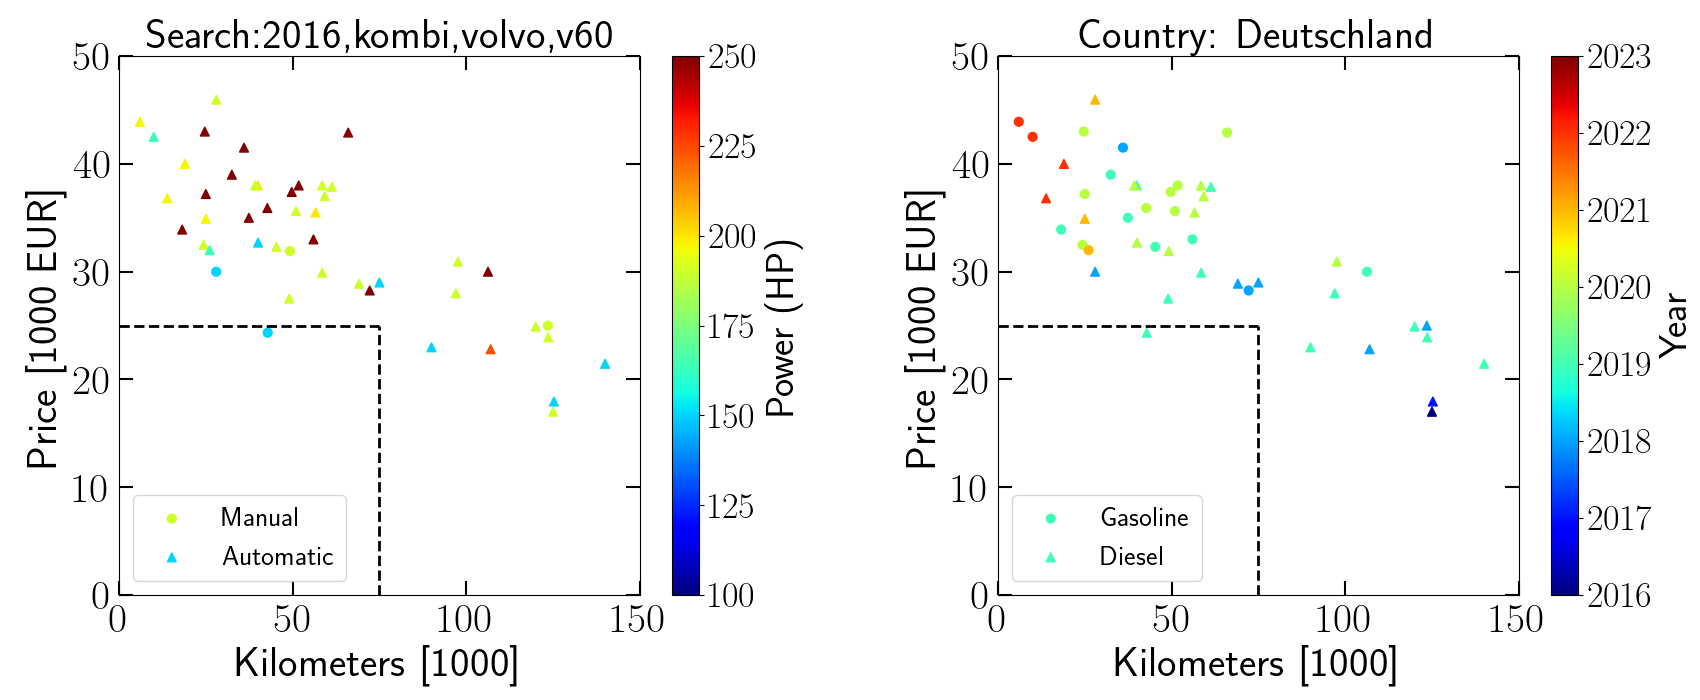 Search:2016,kombi,volvo,v60
50
40
30
20
10
0
Price [1000 EUR]
0 50 100 150
Kilometers [1000]
Manual
Automatic
250
225
200
175
150
125
100
Power (HP)
Country: Deutschland
50
40
30
20
10
0
Price [1000 EUR]
0 50 100 150
Kilometers [1000]
Gasoline
Diesel
2023
2022
2021
2020
2019
2018
2017
2016
Year